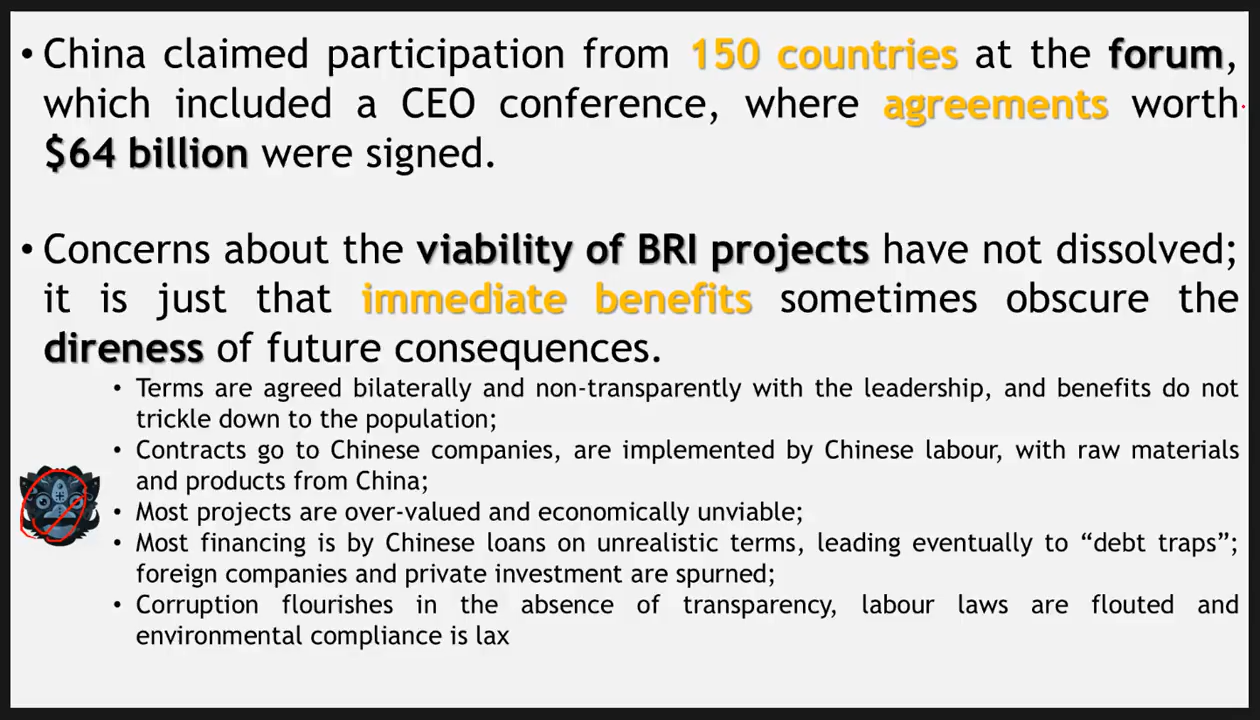 • China claimed participation from 150 countries at the forum,
which included a CEO conference, where agreements worth
$64 billion were signed.
• Concerns about the viability of BRI projects have not dissolved;
it is just that immediate benefits sometimes obscure the
direness of future consequences.
• Terms are agreed bilaterally and non-transparently with the leadership, and benefits do not
trickle down to the population;
• Contracts go to Chinese companies, are implemented by Chinese labour, with raw materials
and products from China;
• Most projects are over-valued and economically unviable;
• Most financing is by Chinese loans on unrealistic terms, leading eventually to “debt traps”;
foreign companies and private investment are spurned;
• Corruption flourishes in the absence of transparency, labour laws are flouted and
environmental compliance is lax